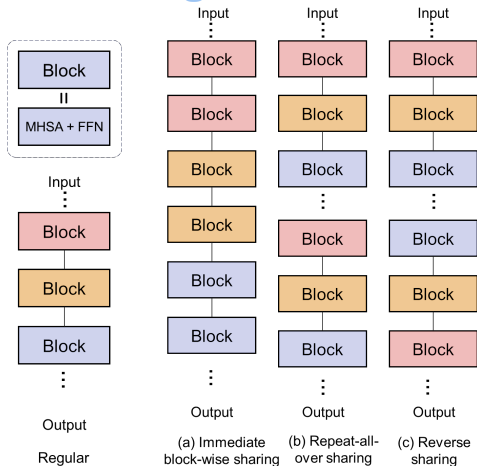 Block
=
MHSA + FFN
Input
Block
Block
Block
Output
Regular
Input
Block
Block
Block
Block
Block
Block
Output
(a) Immediate
block-wise sharing
Input
Block
Block
Block
Block
Block
Block
Output
(b) Repeat-all-
over sharing
Input
Block
Block
Block
Block
Block
Block
Output
(c) Reverse
sharing